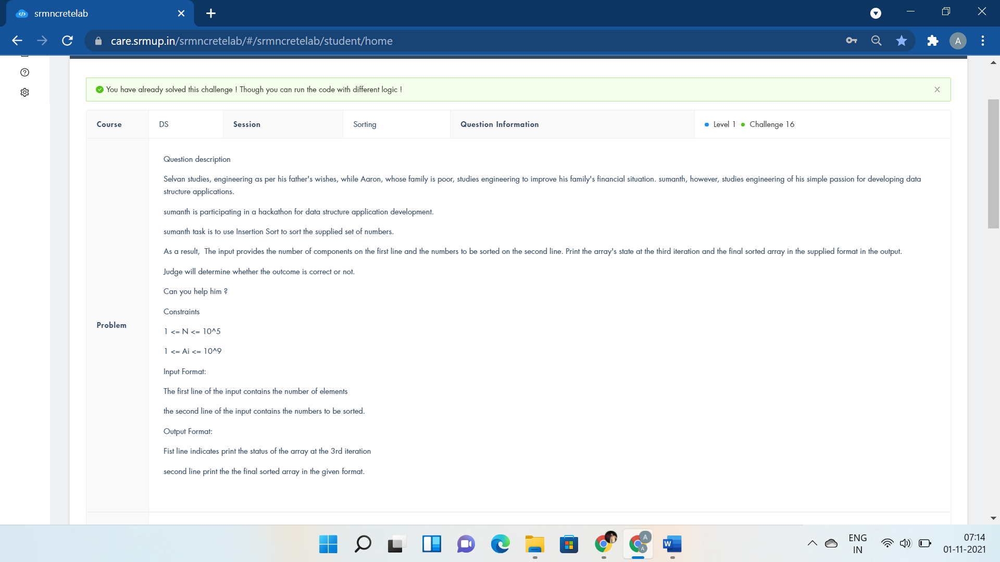 srmncretelab
care.srmup.in/srmncretelab/#/srmncretelab/student/home
A
You have already solved this challenge ! Though you can run the code with different logic !
Course DS Session Sorting Question Information Level 1 Challenge 16
Question description
Selvan studies, engineering as per his father's wishes, while Aaron, whose family is poor, studies engineering to improve his family's financial situation. sumanth, however, studies engineering of his simple passion for developing data
structure applications.
sumanth is participating in a hackathon for data structure application development.
sumanth task is to use Insertion Sort to sort the supplied set of numbers.
As a result,  The input provides the number of components on the first line and the numbers to be sorted on the second line. Print the array's state at the third iteration and the final sorted array in the supplied format in the output.
Judge will determine whether the outcome is correct or not.
Can you help him ?
Constraints
Problem
1 <= N <= 10^5
1 <= Ai <= 10^9
Input Format:
The first line of the input contains the number of elements
the second line of the input contains the numbers to be sorted.
Output Format:
Fist line indicates print the status of the array at the 3rd iteration
second line print the the final sorted array in the given format.
A
A
W
ENG
IN
07:14
01-11-2021